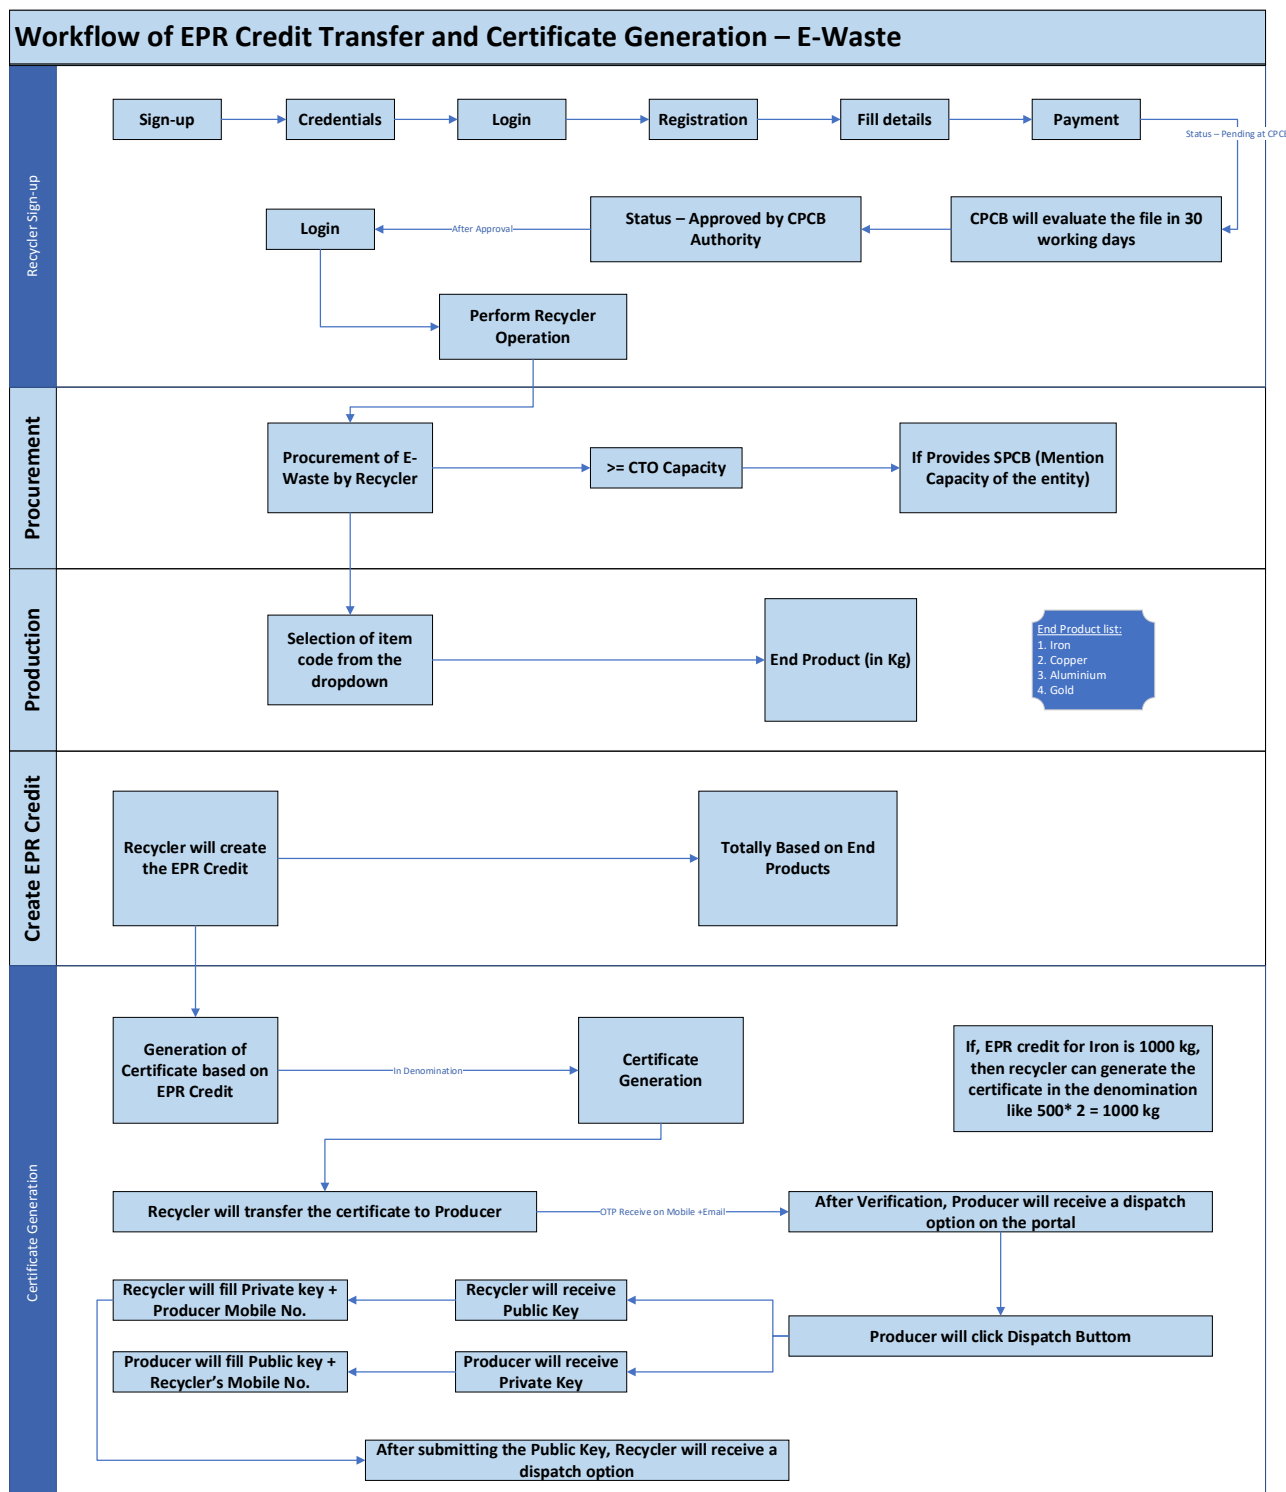 Workflow of EPR Credit Transfer and Certificate Generation – E-Waste
Recycler Sign-up
Sign-up
Credentials
Login
Registration
Fill details
Payment
Status – Pending at CPCB
CPCB will evaluate the file in 30
working days
Status – Approved by CPCB
Authority
After Approval
Login
Perform Recycler
Operation
Procurement
Procurement of E-
Waste by Recycler
>= CTO Capacity
If Provides SPCB (Mention
Capacity of the entity)
Production
Selection of item
code from the
dropdown
End Product (in Kg)
End Product list:
1. Iron
2. Copper
3. Aluminium
4. Gold
Create EPR Credit
Recycler will create
the EPR Credit
Totally Based on End
Products
Certificate Generation
Generation of
Certificate based on
EPR Credit
In Denomination
Certificate
Generation
If, EPR credit for Iron is 1000 kg,
then recycler can generate the
certificate in the denomination
like 500* 2 = 1000 kg
Recycler will transfer the certificate to Producer
OTP Receive on Mobile +Email
After Verification, Producer will receive a dispatch
option on the portal
Producer will click Dispatch Buttom
Recycler will receive
Public Key
Recycler will fill Private key +
Producer Mobile No.
Producer will receive
Private Key
Producer will fill Public key +
Recycler’s Mobile No.
After submitting the Public Key, Recycler will receive a
dispatch option